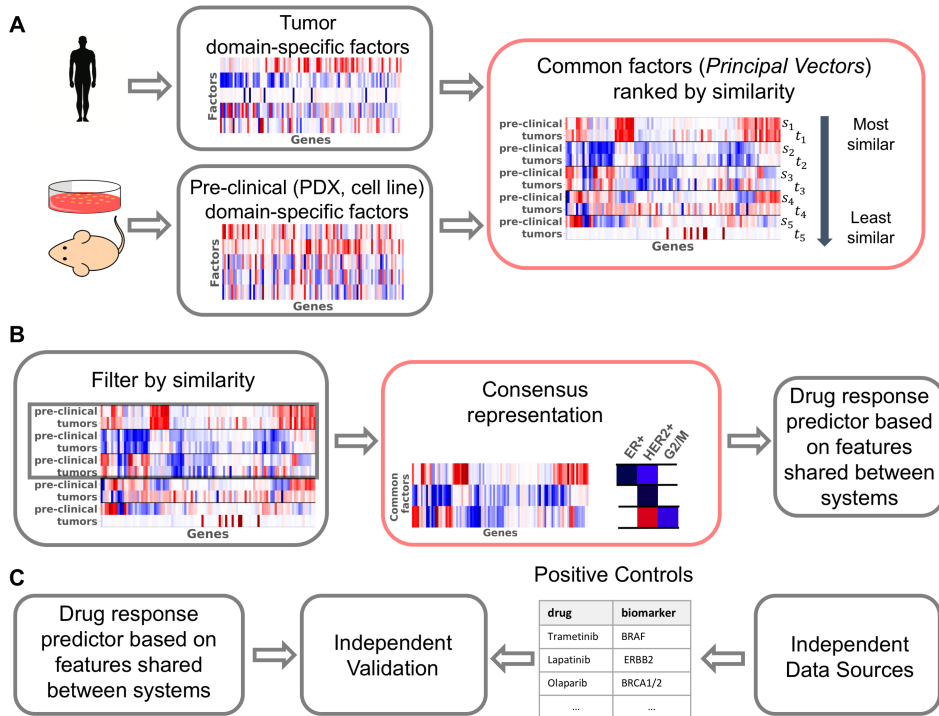 A
Tumor
domain-specific factors
Factors
Genes
Pre-clinical (PDX, cell line)
domain-specific factors
Factors
Genes
Common factors (Principal Vectors)
ranked by similarity
pre-clinical s1
tumors t1
pre-clinical s2
tumors t2
pre-clinical s3
tumors t3
pre-clinical s4
tumors t4
pre-clinical s5
tumors t5
Genes
Most
similar
Least
similar
B
Filter by similarity
pre-clinical
tumors
pre-clinical
tumors
pre-clinical
tumors
pre-clinical
tumors
pre-clinical
tumors
Genes
Consensus
representation
Common
factors
Genes
ER+
HER2+
G2/M
Drug response
predictor based
on features
shared between
systems
C
Drug response
predictor based on
features shared
between systems
Independent
Validation
Positive Controls
drug biomarker
Trametinib BRAF
Lapatinib ERBB2
Olaparib BRCA1/2
... ...
Independent
Data Sources